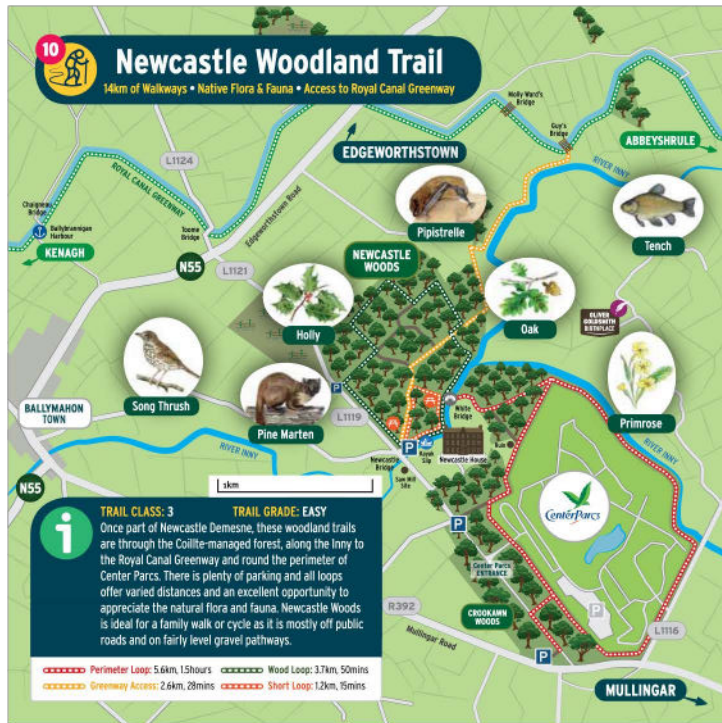 10
Newcastle Woodland Trail
14km of Walkways • Native Flora & Fauna • Access to Royal Canal Greenway
Molly Ward's
Bridge
Guy's
Bridge
ABBEYSHRULE
EDGEWORTHSTOWN
RIVER INNY
L1124
ROYAL CANAL GREENWAY
Edgeworthstown Road
Chaigneau
Bridge
Ballybrannigan
Harbour
Toome
Bridge
KENAGH
N55
L1121
Pipistrelle
Tench
NEWCASTLE
WOODS
Holly
Oak
OLIVER
GOLDSMITH
BIRTHPLACE
Song Thrush
Pine Marten
Primrose
P
L1119
BALLYMAHON
TOWN
White
Bridge
P
Kayak
Slip
Newcastle House
Ruin
RIVER INNY
RIVER INNY
Newcastle
Bridge
Saw Mill
Site
N55
1km
CenterParcs
P
Center Parcs
ENTRANCE
P
CROOKAWN
WOODS
R392
Mullingar Road
L1116
P
MULLINGAR
i
TRAIL CLASS: 3 TRAIL GRADE: EASY
Once part of Newcastle Demesne, these woodland trails
are through the Coillte-managed forest, along the Inny to
the Royal Canal Greenway and round the perimeter of
Center Parcs. There is plenty of parking and all loops
offer varied distances and an excellent opportunity to
appreciate the natural flora and fauna. Newcastle Woods
is ideal for a family walk or cycle as it is mostly off public
roads and on fairly level gravel pathways.
Perimeter Loop: 5.6km, 1.5hours Wood Loop: 3.7km, 50mins
Greenway Access: 2.6km, 28mins Short Loop: 1.2km, 15mins